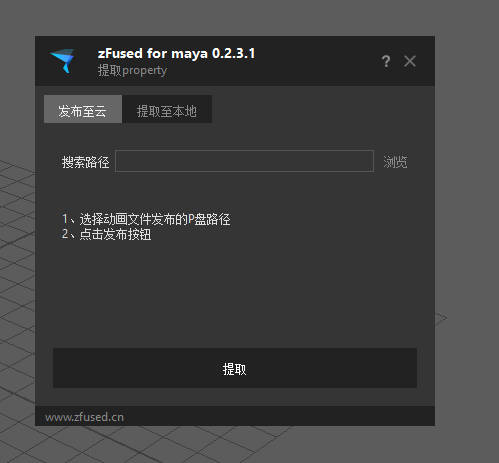 zFused for maya 0.2.3.1
提取property
?
发布至云 提取至本地
搜索路径 浏览
1、选择动画文件发布的P盘路径
2、点击发布按钮
提取
www.zfused.cn